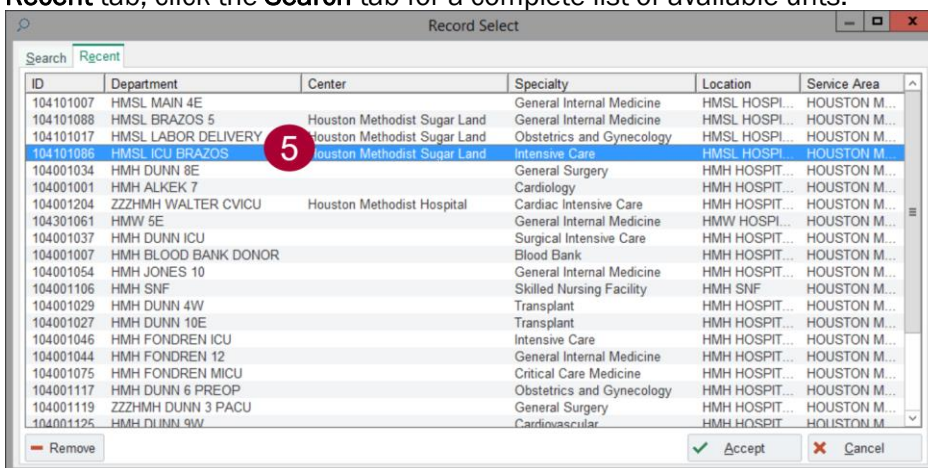 Recent tab, click the Search tab for a complete list of available units.
Record Select
Search Recent
ID Department Center Specialty Location Service Area
104101007 HMSL MAIN 4E General Internal Medicine HMSL HOSPI... HOUSTON M...
104101088 HMSL BRAZOS 5 Houston Methodist Sugar Land General Internal Medicine HMSL HOSPI... HOUSTON M...
104101017 HMSL LABOR DELIVERY Houston Methodist Sugar Land Obstetrics and Gynecology HMSL HOSPI... HOUSTON M...
104101086 HMSL ICU BRAZOS 5 Houston Methodist Sugar Land Intensive Care HMSL HOSPI... HOUSTON M...
104001034 HMH DUNN 8E General Surgery HMH HOSPIT... HOUSTON M...
104001001 HMH ALKEK 7 Cardiology HMH HOSPIT... HOUSTON M...
104001204 ZZZHMH WALTER CVICU Houston Methodist Hospital Cardiac Intensive Care HMH HOSPIT... HOUSTON M...
104301061 HMW 5E General Internal Medicine HMW HOSPI... HOUSTON M...
104001037 HMH DUNN ICU Surgical Intensive Care HMH HOSPIT... HOUSTON M...
104001007 HMH BLOOD BANK DONOR Blood Bank HMH HOSPIT... HOUSTON M...
104001054 HMH JONES 10 General Internal Medicine HMH HOSPIT... HOUSTON M...
104001106 HMH SNF Skilled Nursing Facility HMH SNF HOUSTON M...
104001029 HMH DUNN 4W Transplant HMH HOSPIT... HOUSTON M...
104001027 HMH DUNN 10E Transplant HMH HOSPIT... HOUSTON M...
104001046 HMH FONDREN ICU Intensive Care HMH HOSPIT... HOUSTON M...
104001044 HMH FONDREN 12 General Internal Medicine HMH HOSPIT... HOUSTON M...
104001075 HMH FONDREN MICU Critical Care Medicine HMH HOSPIT... HOUSTON M...
104001117 HMH DUNN 6 PREOP Obstetrics and Gynecology HMH HOSPIT... HOUSTON M...
104001119 ZZZHMH DUNN 3 PACU General Surgery HMH HOSPIT... HOUSTON M...
104001125 HMH DUNN 9W Cardiovascular HMH HOSPIT... HOUSTON M...
Remove Accept Cancel